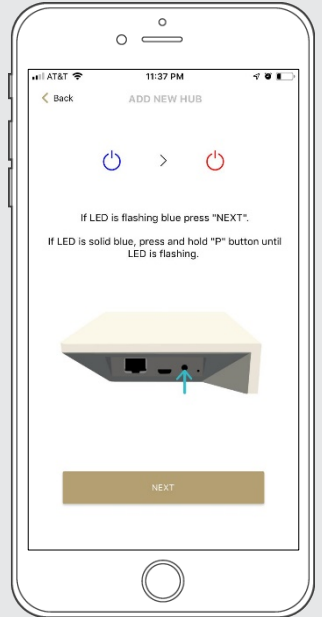 AT&T 11:37 PM
Back ADD NEW HUB
If LED is flashing blue press "NEXT".
If LED is solid blue, press and hold "P" button until
LED is flashing.
NEXT